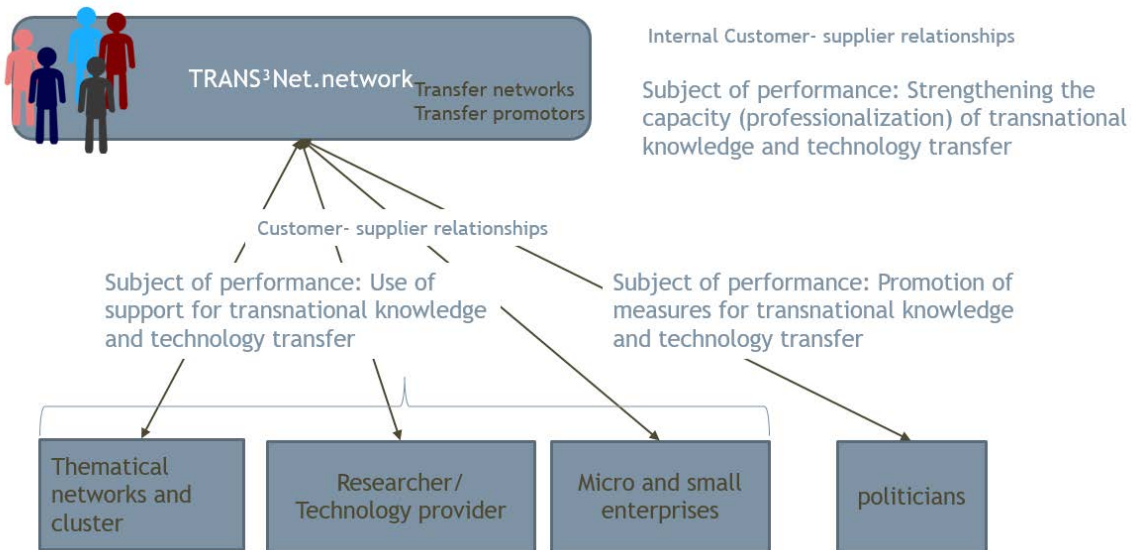 TRANS³Net.network
Transfer networks
Transfer promotors
Internal Customer- supplier relationships
Subject of performance: Strengthening the
capacity (professionalization) of transnational
knowledge and technology transfer
Customer- supplier relationships
Subject of performance: Use of
support for transnational knowledge
and technology transfer
Subject of performance: Promotion of
measures for transnational knowledge
and technology transfer
Thematical
networks and
cluster
Researcher/
Technology provider
Micro and small
enterprises
politicians